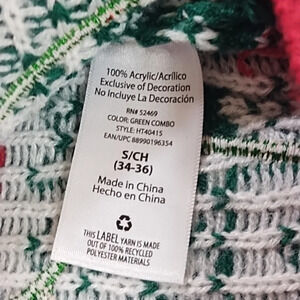 100% Acrylic/Acrílico
Exclusive of Decoration
No Incluye La Decoración
RN# 52469
COLOR: GREEN COMBO
STYLE: HT40415
EAN/UPC 88990196354
S/CH
(34-36)
Made in China
Hecho en China
THIS LABEL YARN IS MADE
OUT OF 100% RECYCLED
POLYESTER MATERIALS